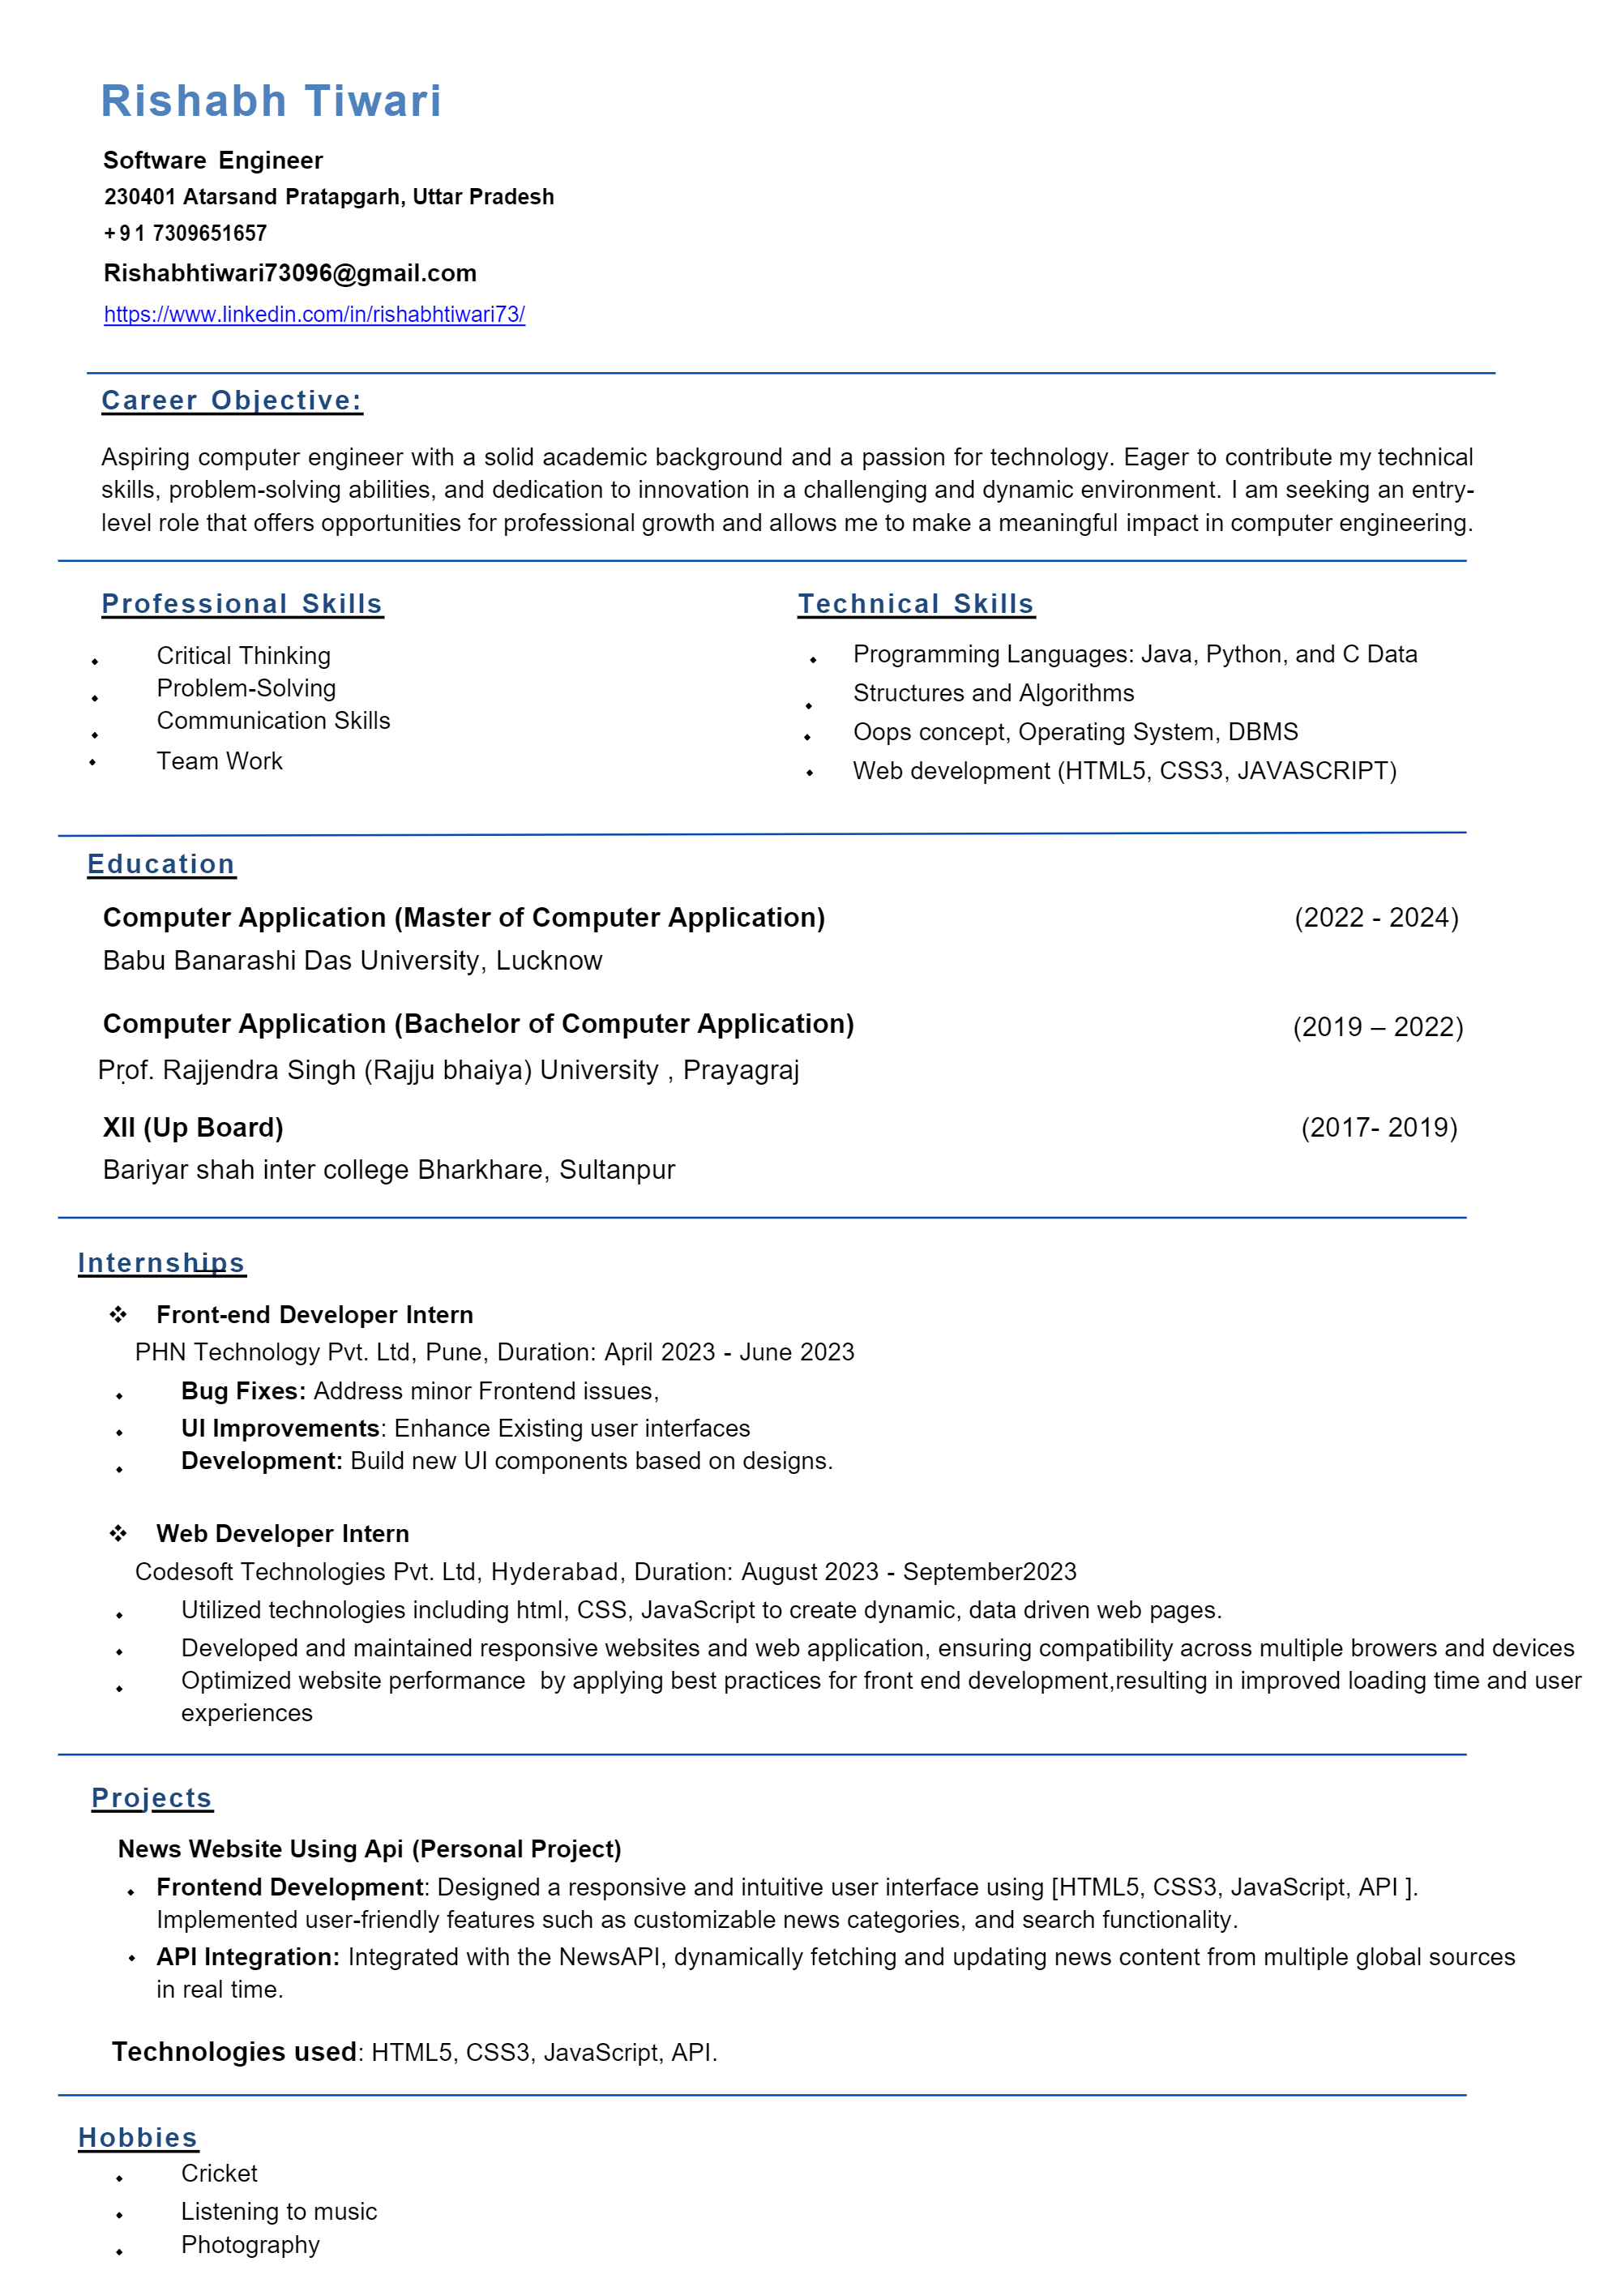 Rishabh Tiwari
Software Engineer
230401 Atarsand Pratapgarh, Uttar Pradesh
+91 7309651657
Rishabhtiwari73096@gmail.com
https://www.linkedin.com/in/rishabhtiwari73/
Career Objective:
Aspiring computer engineer with a solid academic background and a passion for technology. Eager to contribute my technical
skills, problem-solving abilities, and dedication to innovation in a challenging and dynamic environment. I am seeking an entry-
level role that offers opportunities for professional growth and allows me to make a meaningful impact in computer engineering.
Professional Skills
Critical Thinking
Problem-Solving
Communication Skills
Team Work
Technical Skills
Programming Languages: Java, Python, and C Data
Structures and Algorithms
Oops concept, Operating System, DBMS
Web development (HTML5, CSS3, JAVASCRIPT)
Education
Computer Application (Master of Computer Application) (2022 - 2024)
Babu Banarashi Das University, Lucknow
Computer Application (Bachelor of Computer Application) (2019 – 2022)
Prof. Rajjendra Singh (Rajju bhaiya) University , Prayagraj
XII (Up Board) (2017- 2019)
Bariyar shah inter college Bharkhare, Sultanpur
Internships
❖ Front-end Developer Intern
PHN Technology Pvt. Ltd, Pune, Duration: April 2023 - June 2023
Bug Fixes: Address minor Frontend issues,
UI Improvements: Enhance Existing user interfaces
Development: Build new UI components based on designs.
❖ Web Developer Intern
Codesoft Technologies Pvt. Ltd, Hyderabad, Duration: August 2023 - September2023
Utilized technologies including html, CSS, JavaScript to create dynamic, data driven web pages.
Developed and maintained responsive websites and web application, ensuring compatibility across multiple browers and devices
Optimized website performance by applying best practices for front end development,resulting in improved loading time and user
experiences
Projects
News Website Using Api (Personal Project)
Frontend Development: Designed a responsive and intuitive user interface using [HTML5, CSS3, JavaScript, API ].
Implemented user-friendly features such as customizable news categories, and search functionality.
API Integration: Integrated with the NewsAPI, dynamically fetching and updating news content from multiple global sources
in real time.
Technologies used: HTML5, CSS3, JavaScript, API.
Hobbies
Cricket
Listening to music
Photography